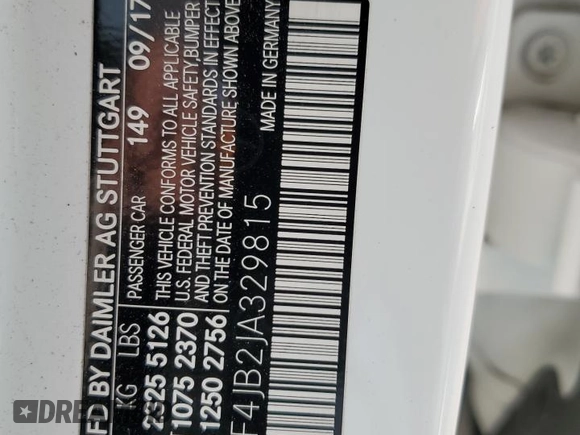 FD BY DAIMLER AG STUTTGART
KG LBS PASSENGER CAR 149 09/17
2325 5126 THIS VEHICLE CONFORMS TO ALL APPLICABLE
1075 2370 U.S. FEDERAL MOTOR VEHICLE SAFETY, BUMPER
1250 2756 AND THEFT PREVENTION STANDARDS IN EFFECT
ON THE DATE OF MANUFACTURE SHOWN ABOVE
F4JB2JA329815 MADE IN GERMANY